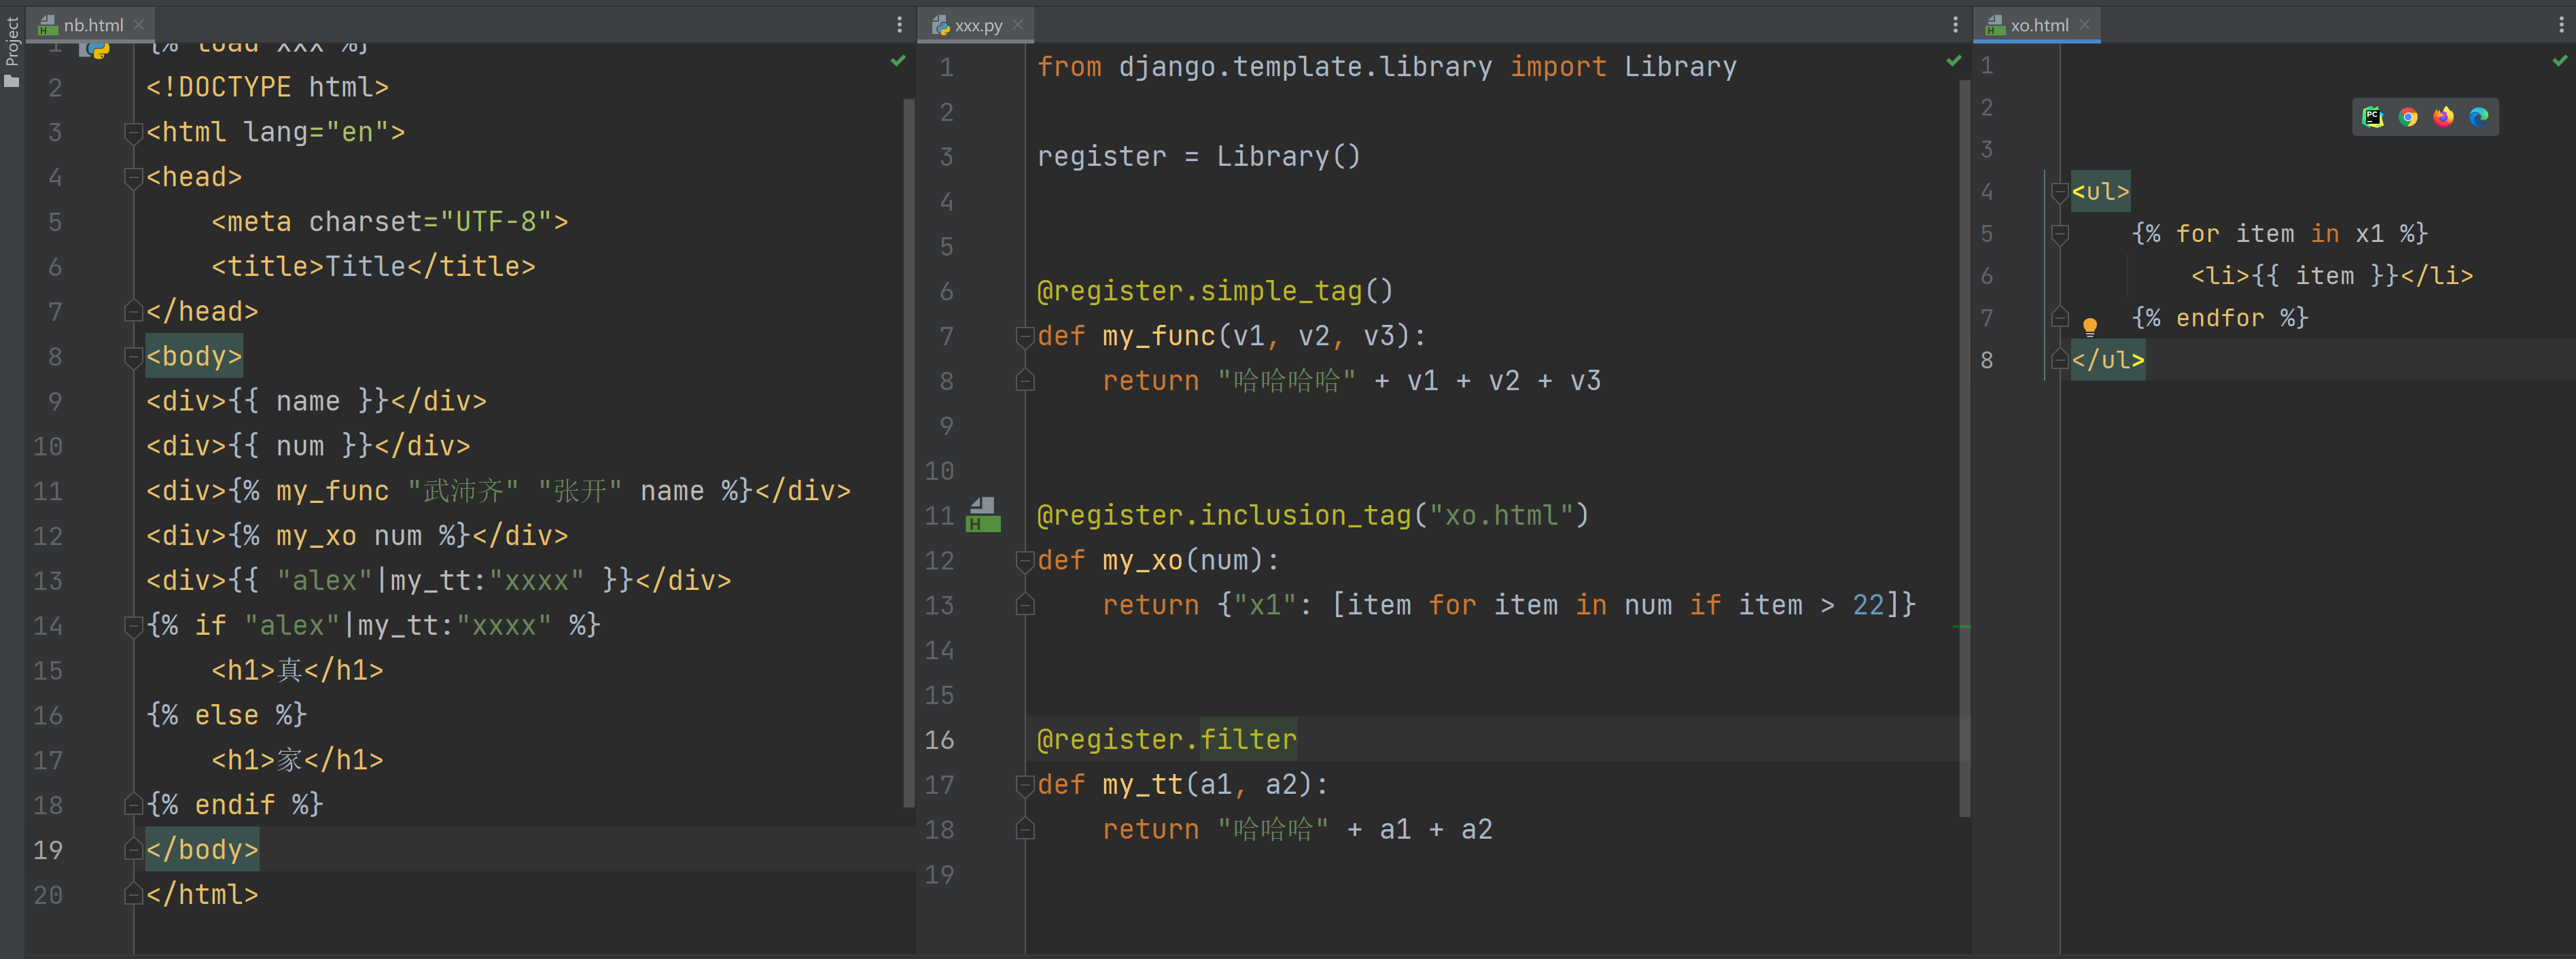 Project
nb.html
1 {% load xxx %}
2 <!DOCTYPE html>
3 <html lang="en">
4 <head>
5     <meta charset="UTF-8">
6     <title>Title</title>
7 </head>
8 <body>
9 <div>{{ name }}</div>
10 <div>{{ num }}</div>
11 <div>{% my_func "武沛齐" "张开" name %}</div>
12 <div>{% my_xo num %}</div>
13 <div>{{ "alex"|my_tt:"xxxx" }}</div>
14 {% if "alex"|my_tt:"xxxx" %}
15     <h1>真</h1>
16 {% else %}
17     <h1>家</h1>
18 {% endif %}
19 </body>
20 </html>
xxx.py
1 from django.template.library import Library
2
3 register = Library()
4
5
6 @register.simple_tag()
7 def my_func(v1, v2, v3):
8     return "哈哈哈哈" + v1 + v2 + v3
9
10
11 @register.inclusion_tag("xo.html")
12 def my_xo(num):
13     return {"x1": [item for item in num if item > 22]}
14
15
16 @register.filter
17 def my_tt(a1, a2):
18     return "哈哈哈" + a1 + a2
19
xo.html
1
2
3
4 <ul>
5     {% for item in x1 %}
6         <li>{{ item }}</li>
7     {% endfor %}
8 </ul>